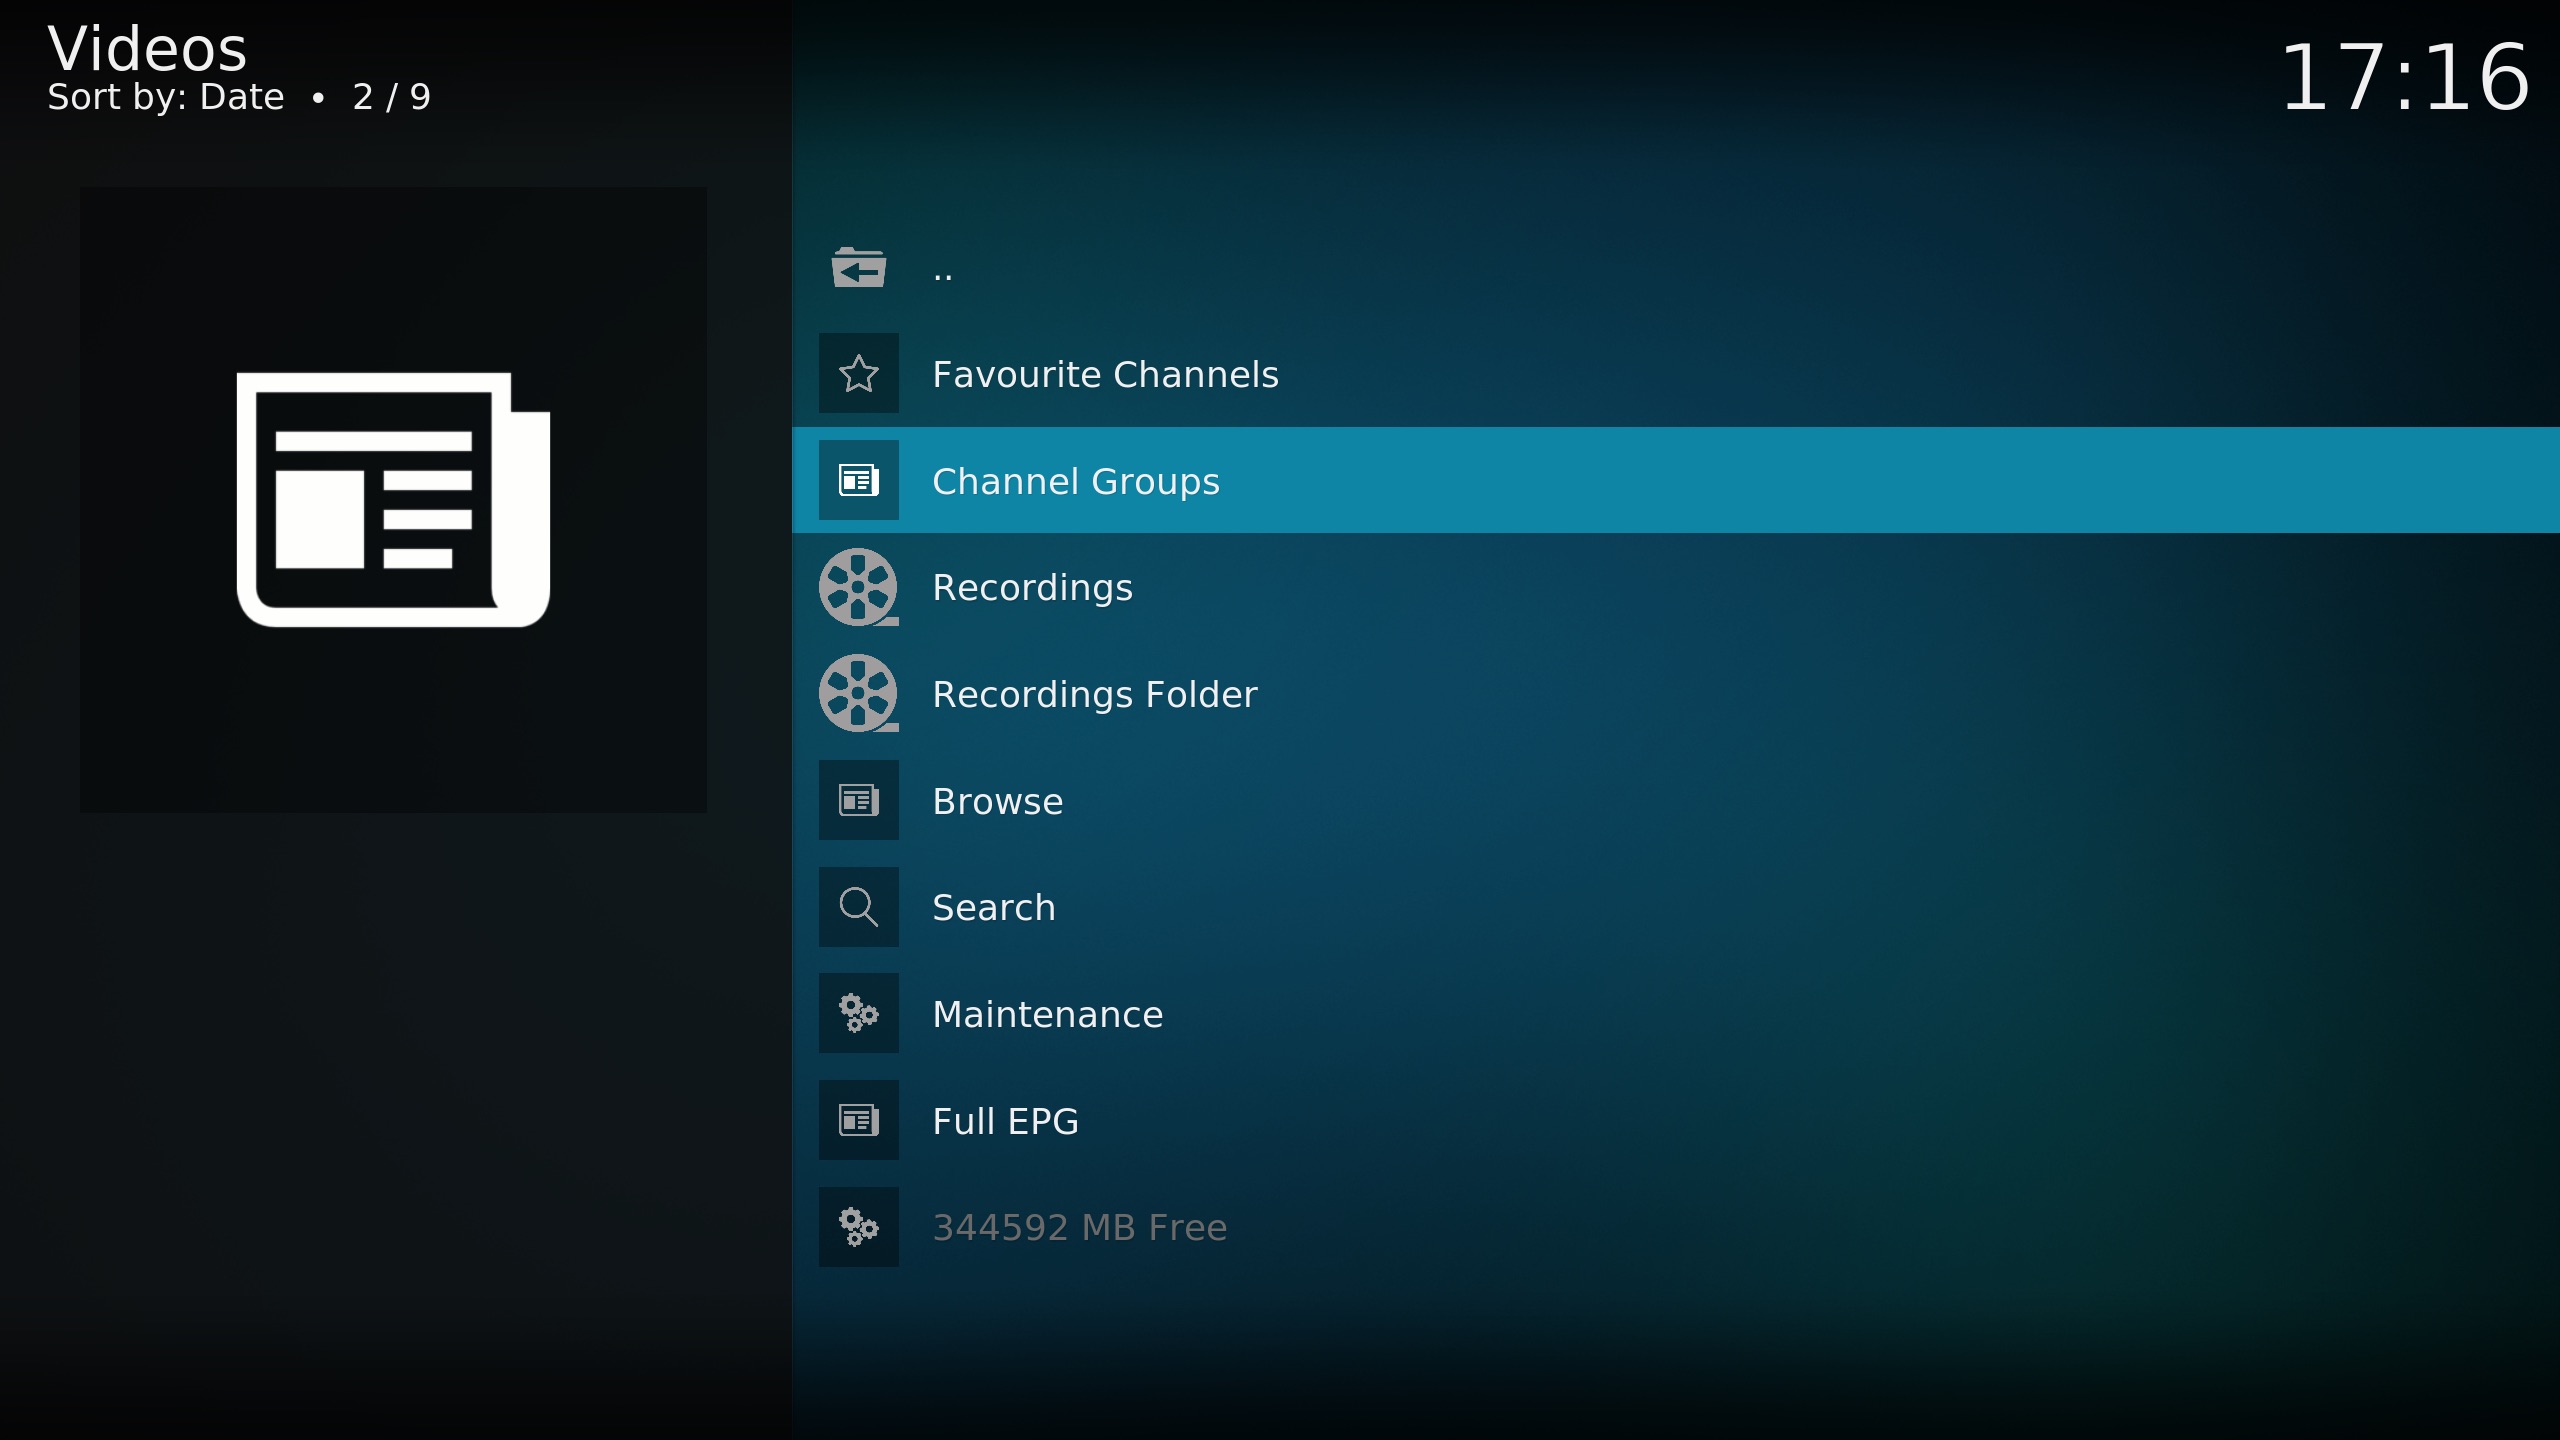 Videos
Sort by: Date • 2 / 9
17:16
..
Favourite Channels
Channel Groups
Recordings
Recordings Folder
Browse
Search
Maintenance
Full EPG
344592 MB Free